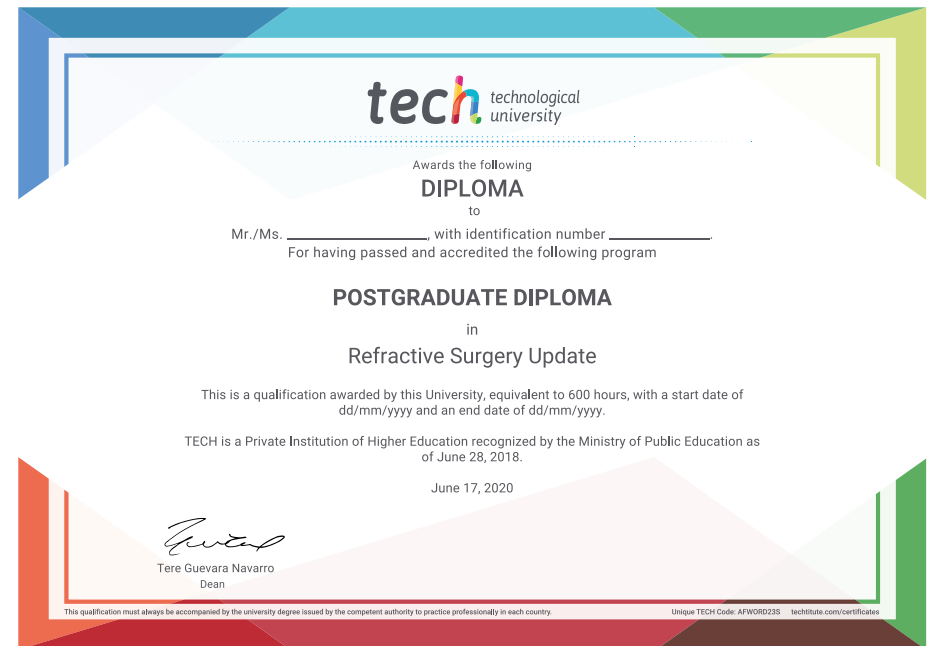 tech technological
university
Awards the following
DIPLOMA
to
Mr./Ms. ____________________, with identification number ______________.
For having passed and accredited the following program
POSTGRADUATE DIPLOMA
in
Refractive Surgery Update
This is a qualification awarded by this University, equivalent to 600 hours, with a start date of
dd/mm/yyyy and an end date of dd/mm/yyyy.
TECH is a Private Institution of Higher Education recognized by the Ministry of Public Education as
of June 28, 2018.
June 17, 2020
Tere Guevara Navarro
Dean
This qualification must always be accompanied by the university degree issued by the competent authority to practice professionally in each country.
Unique TECH Code: AFWORD23S techtitute.com/certificates